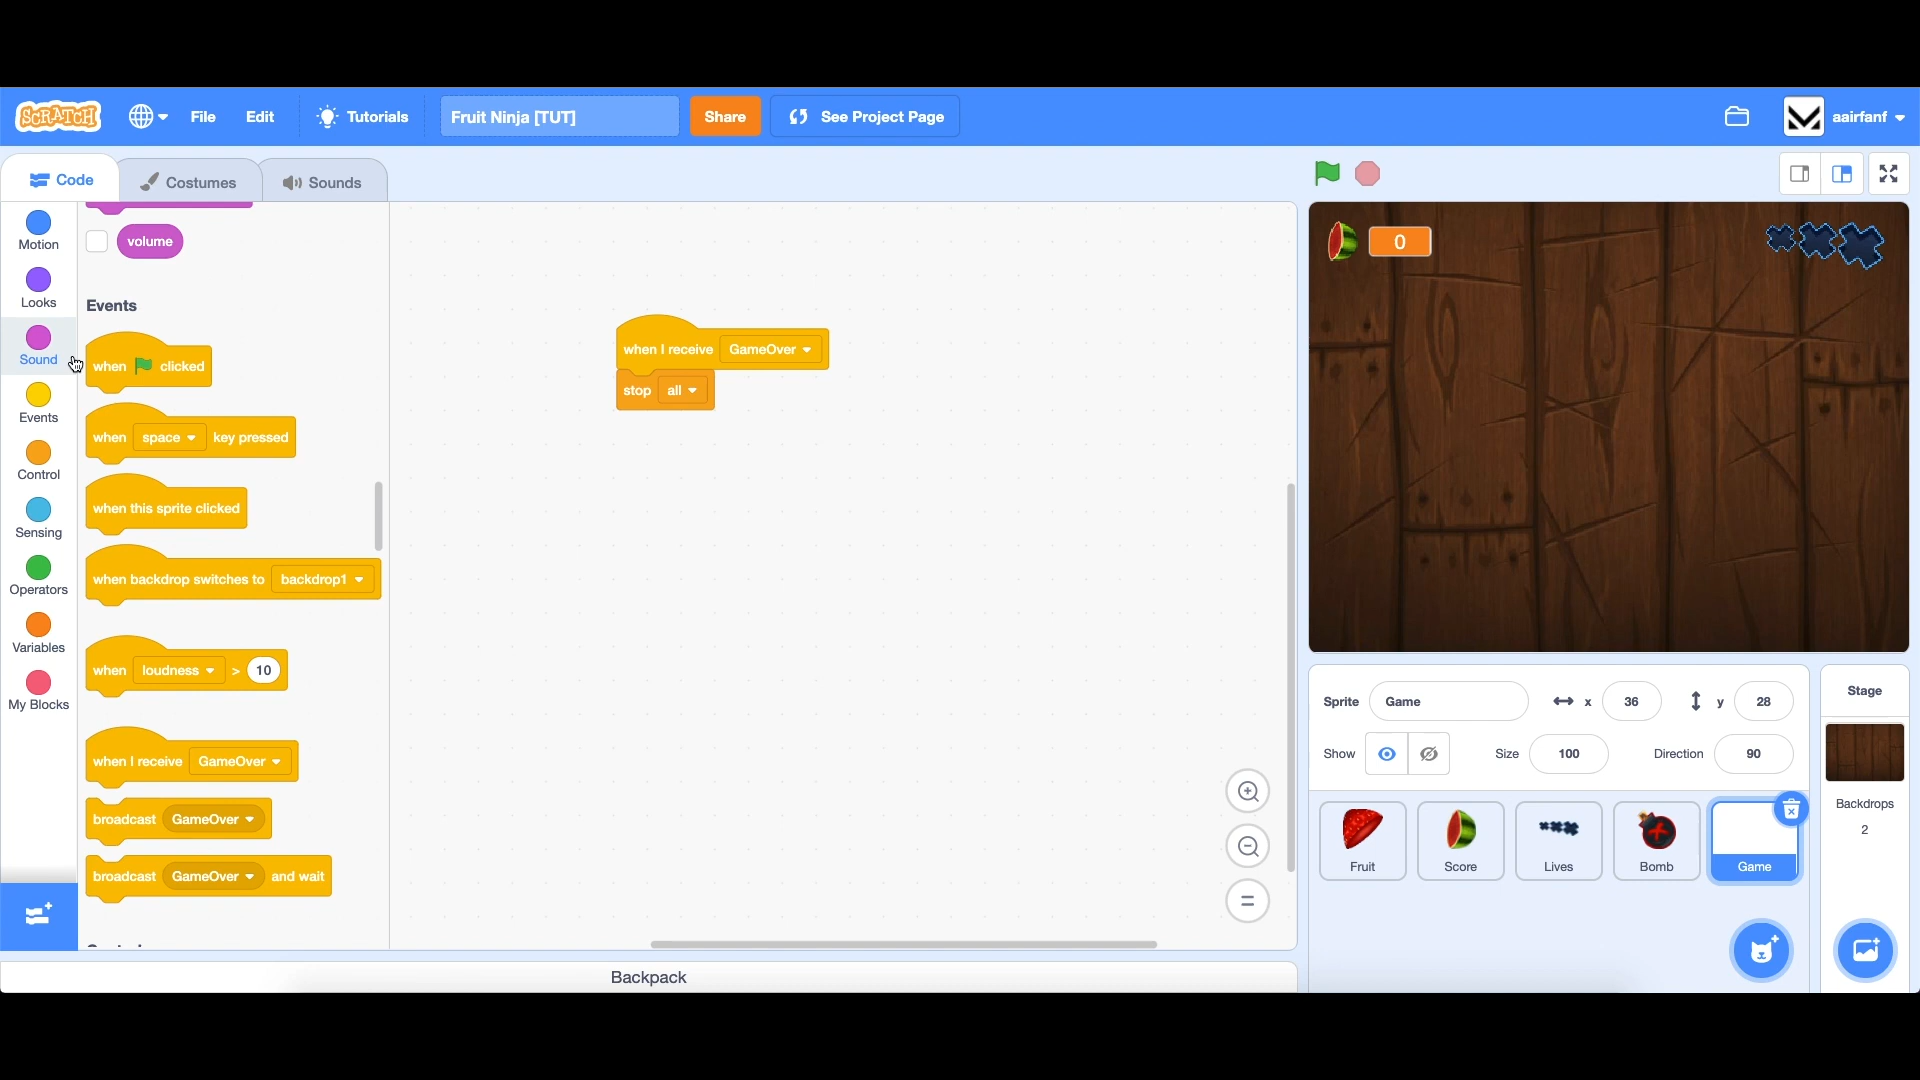 SCRATCH File Edit Tutorials Fruit Ninja [TUT] Share See Project Page aairfanf
Code Costumes Sounds
Motion
Looks
Sound
Events
Control
Sensing
Operators
Variables
My Blocks
volume
Events
when clicked
when space key pressed
when this sprite clicked
when backdrop switches to backdrop1
when loudness > 10
when I receive GameOver
broadcast GameOver
broadcast GameOver and wait
when I receive GameOver
stop all
Backpack
0
Sprite Game x 36 y 28
Show Size 100 Direction 90
Fruit Score Lives Bomb Game
Stage
Backdrops
2